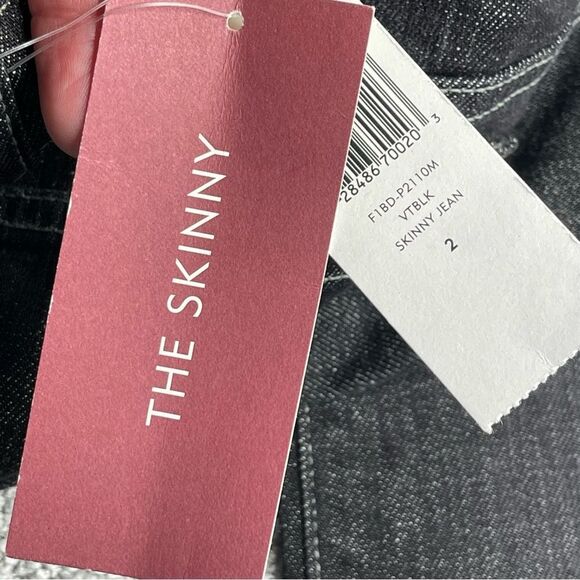 THE SKINNY
28486 70020 3
F1BD-P2110M
VTBLK
SKINNY JEAN
2